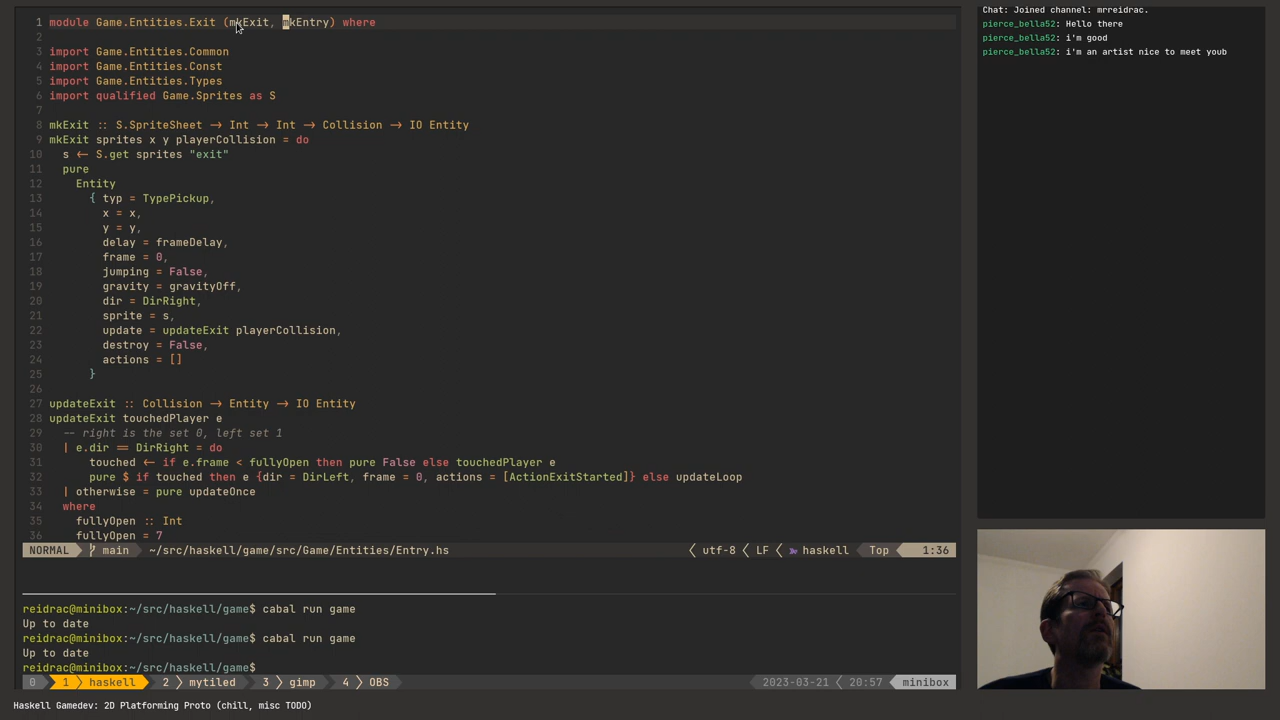 1 module Game.Entities.Exit (mkExit, mkEntry) where
2
3 import Game.Entities.Common
4 import Game.Entities.Const
5 import Game.Entities.Types
6 import qualified Game.Sprites as S
7
8 mkExit :: S.SpriteSheet → Int → Int → Collision → IO Entity
9 mkExit sprites x y playerCollision = do
10 s ← S.get sprites "exit"
11 pure
12 Entity
13 { typ = TypePickup,
14 x = x,
15 y = y,
16 delay = frameDelay,
17 frame = 0,
18 jumping = False,
19 gravity = gravityOff,
20 dir = DirRight,
21 sprite = s,
22 update = updateExit playerCollision,
23 destroy = False,
24 actions = []
25 }
26
27 updateExit :: Collision → Entity → IO Entity
28 updateExit touchedPlayer e
29 -- right is the set 0, left set 1
30 | e.dir == DirRight = do
31 touched ← if e.frame < fullyOpen then pure False else touchedPlayer e
32 pure $ if touched then e {dir = DirLeft, frame = 0, actions = [ActionExitStarted]} else updateLoop
33 | otherwise = pure updateOnce
34 where
35 fullyOpen :: Int
36 fullyOpen = 7
NORMAL main ~/src/haskell/game/src/Game/Entities/Entry.hs utf-8 LF haskell Top 1:36
reidrac@minibox:~/src/haskell/game$ cabal run game
Up to date
reidrac@minibox:~/src/haskell/game$ cabal run game
Up to date
reidrac@minibox:~/src/haskell/game$
0 1 haskell 2 mytiled 3 gimp 4 OBS 2023-03-21 20:57 minibox
Haskell Gamedev: 2D Platforming Proto (chill, misc TODO)
Chat: Joined channel: mrreidrac.
pierce_bella52: Hello there
pierce_bella52: i'm good
pierce_bella52: i'm an artist nice to meet youb